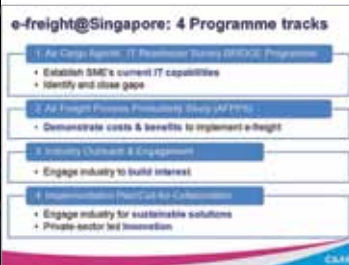 e-freight@Singapore: 4 Programme tracks
1. Air Cargo Agents' IT Readiness Survey BRIDGE Programme
• Establish SME's current IT capabilities
• Identify and close gaps
2. Air Freight Process Productivity Study (AFPPS)
• Demonstrate costs & benefits to implement e-freight
3. Industry Outreach & Engagement
• Engage industry to build interest
4. Implementation Plan/Call-for-Collaboration
• Engage industry for sustainable solutions
• Private-sector led innovation
CAAS